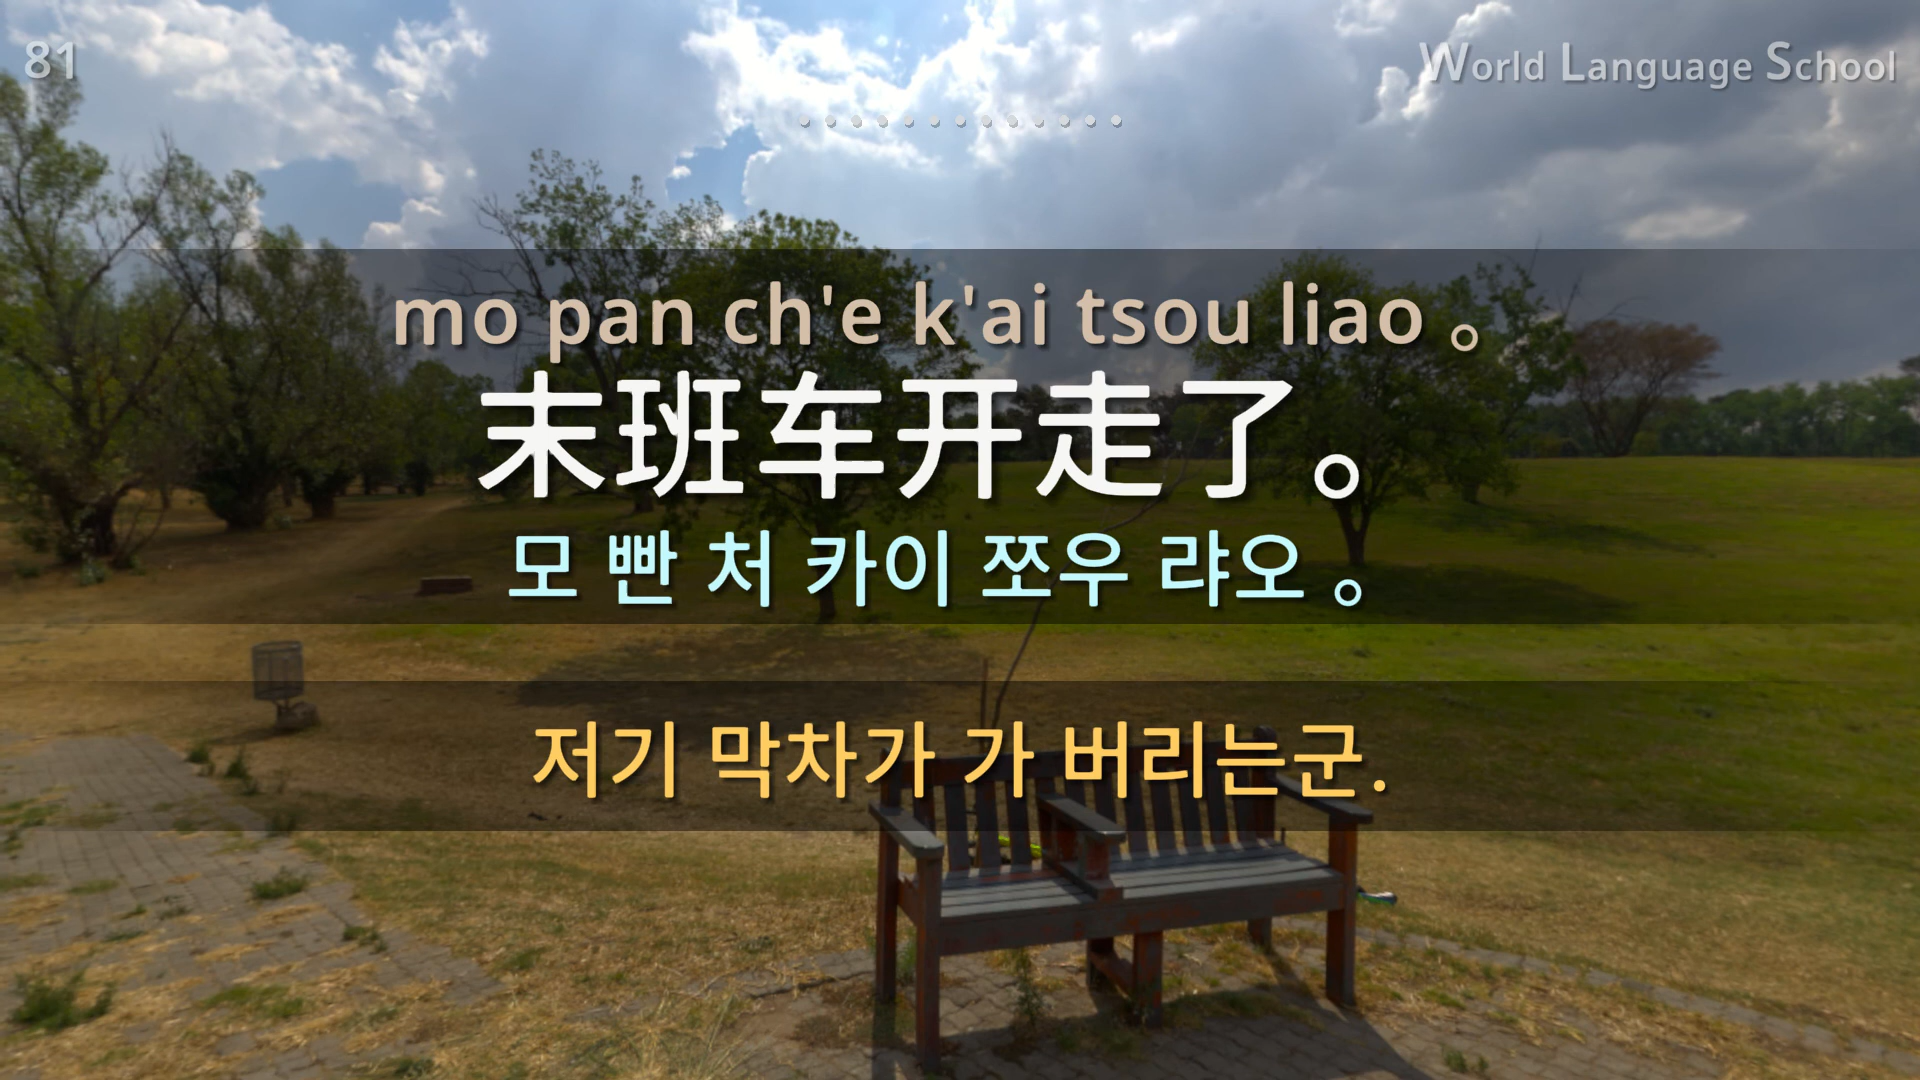 81
World Language School
mo pan ch'e k'ai tsou liao 。
末班车开走了。
모 빤 처 카이 쪼우 랴오 。
저기 막차가 가 버리는군.